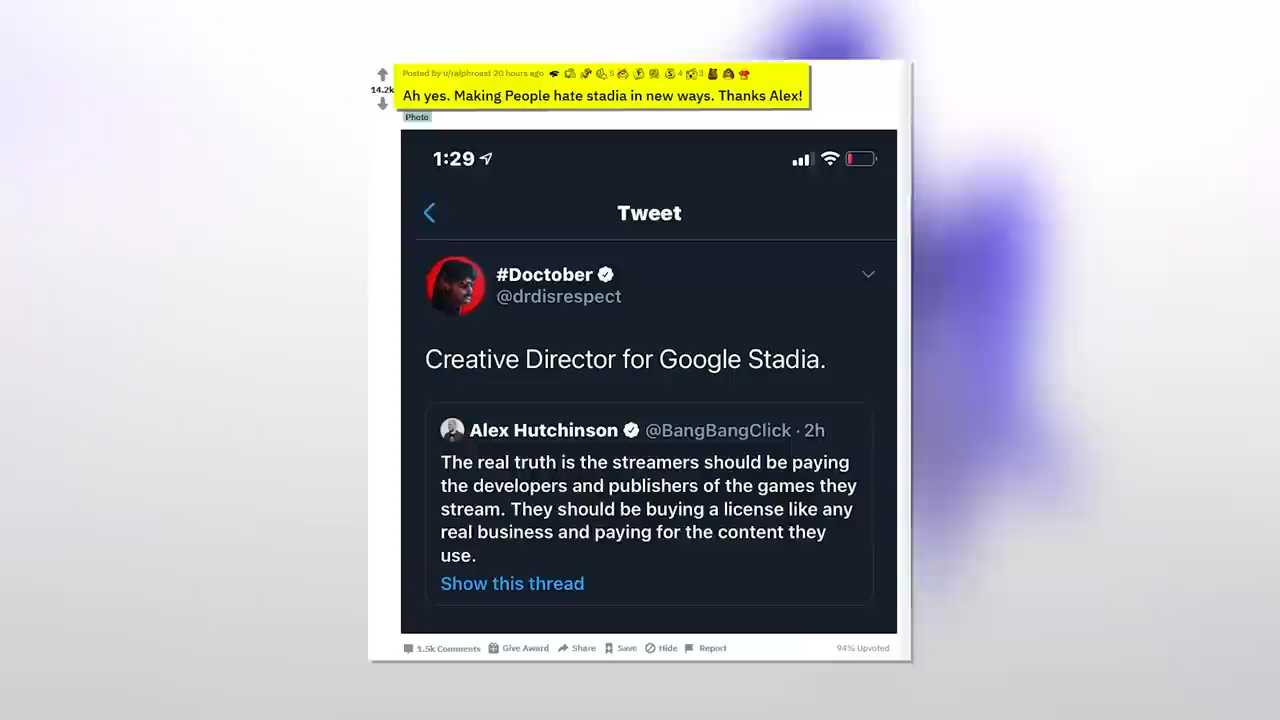 Posted by u/ralphroast 20 hours ago 5 4 3
14.2k
Ah yes. Making People hate stadia in new ways. Thanks Alex!
Photo
1:29
Tweet
#Doctober
@drdisrespect
Creative Director for Google Stadia.
Alex Hutchinson @BangBangClick · 2h
The real truth is the streamers should be paying
the developers and publishers of the games they
stream. They should be buying a license like any
real business and paying for the content they
use.
Show this thread
1.5k Comments Give Award Share Save Hide Report 94% Upvoted